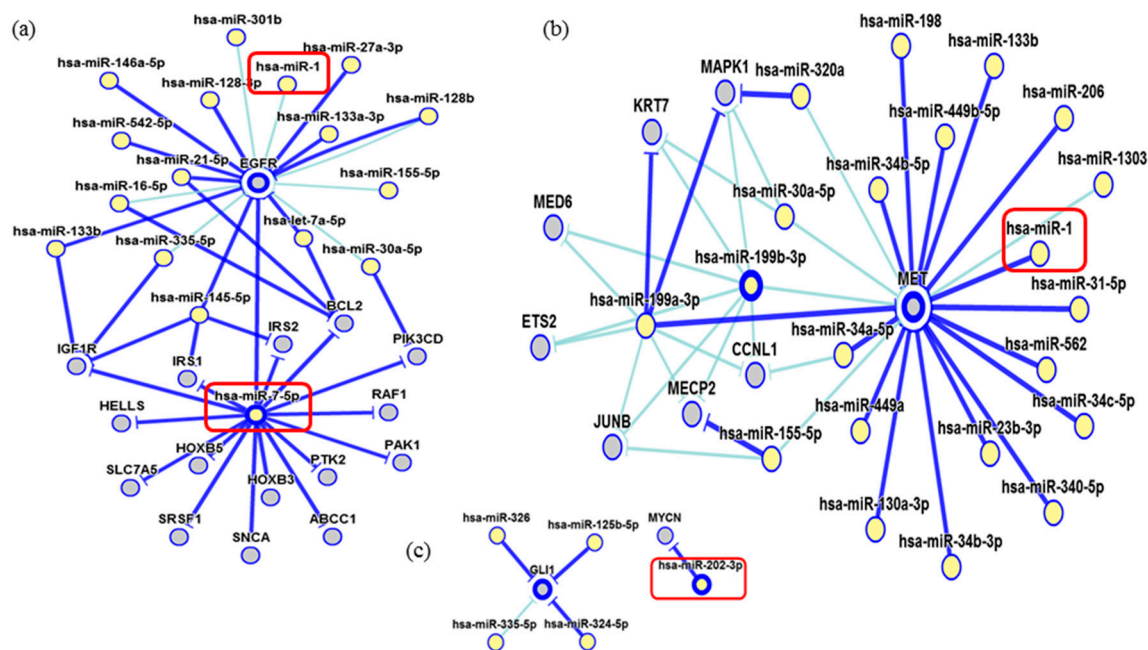 (a)
hsa-miR-301b
hsa-miR-1
hsa-miR-27a-3p
hsa-miR-146a-5p
hsa-miR-128-3p
hsa-miR-128b
hsa-miR-542-5p
hsa-miR-133a-3p
hsa-miR-21-5p
EGFR
hsa-miR-16-5p
hsa-miR-155-5p
hsa-let-7a-5p
hsa-miR-133b
hsa-miR-335-5p
hsa-miR-30a-5p
hsa-miR-145-5p
BCL2
IRS2
IGF1R
IRS1
PIK3CD
hsa-miR-7-5p
HELLS
RAF1
HOXB5
PAK1
SLC7A5
PTK2
HOXB3
SRSF1
SNCA
ABCC1
(b)
hsa-miR-198
hsa-miR-133b
MAPK1
hsa-miR-320a
KRT7
hsa-miR-206
hsa-miR-449b-5p
hsa-miR-34b-5p
hsa-miR-1303
MED6
hsa-miR-30a-5p
hsa-miR-1
hsa-miR-199b-3p
MET
hsa-miR-199a-3p
hsa-miR-31-5p
ETS2
hsa-miR-34a-5p
CCNL1
hsa-miR-562
MECP2
hsa-miR-34c-5p
JUNB
hsa-miR-449a
hsa-miR-23b-3p
hsa-miR-155-5p
hsa-miR-340-5p
hsa-miR-130a-3p
hsa-miR-34b-3p
(c)
hsa-miR-326
hsa-miR-125b-5p
MYCN
GLI1
hsa-miR-202-3p
hsa-miR-335-5p
hsa-miR-324-5p